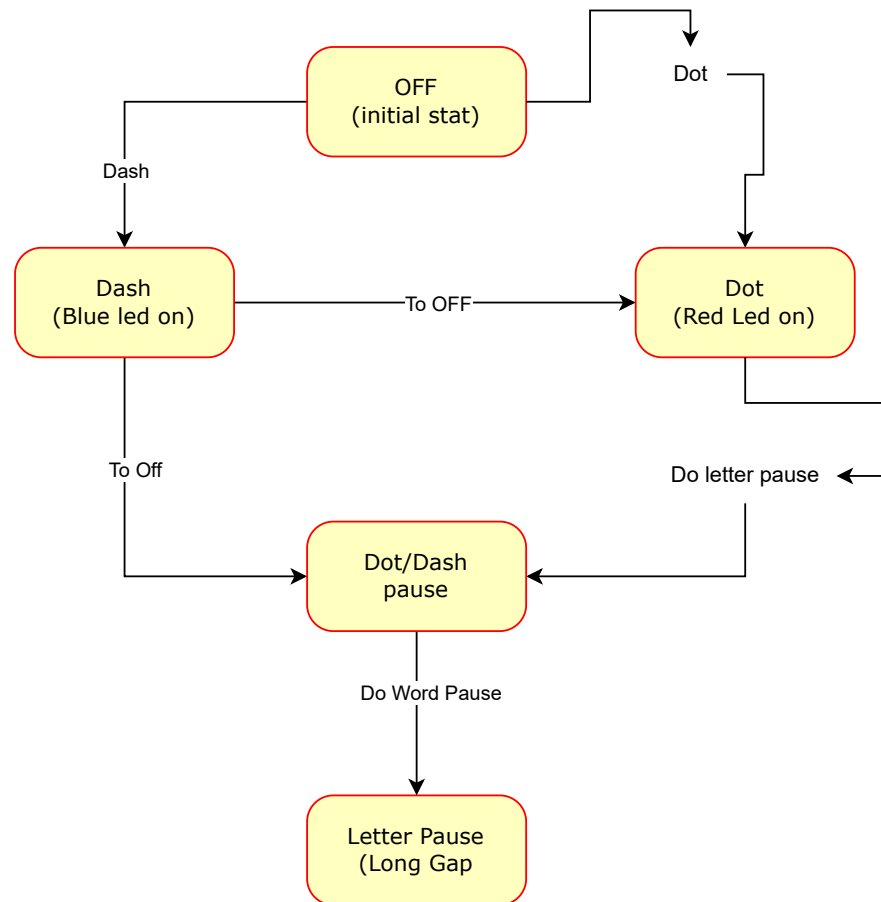 OFF
(initial stat)
Dot
Dash
Dash
(Blue led on)
To OFF
Dot
(Red Led on)
To Off
Do letter pause
Dot/Dash
pause
Do Word Pause
Letter Pause
(Long Gap